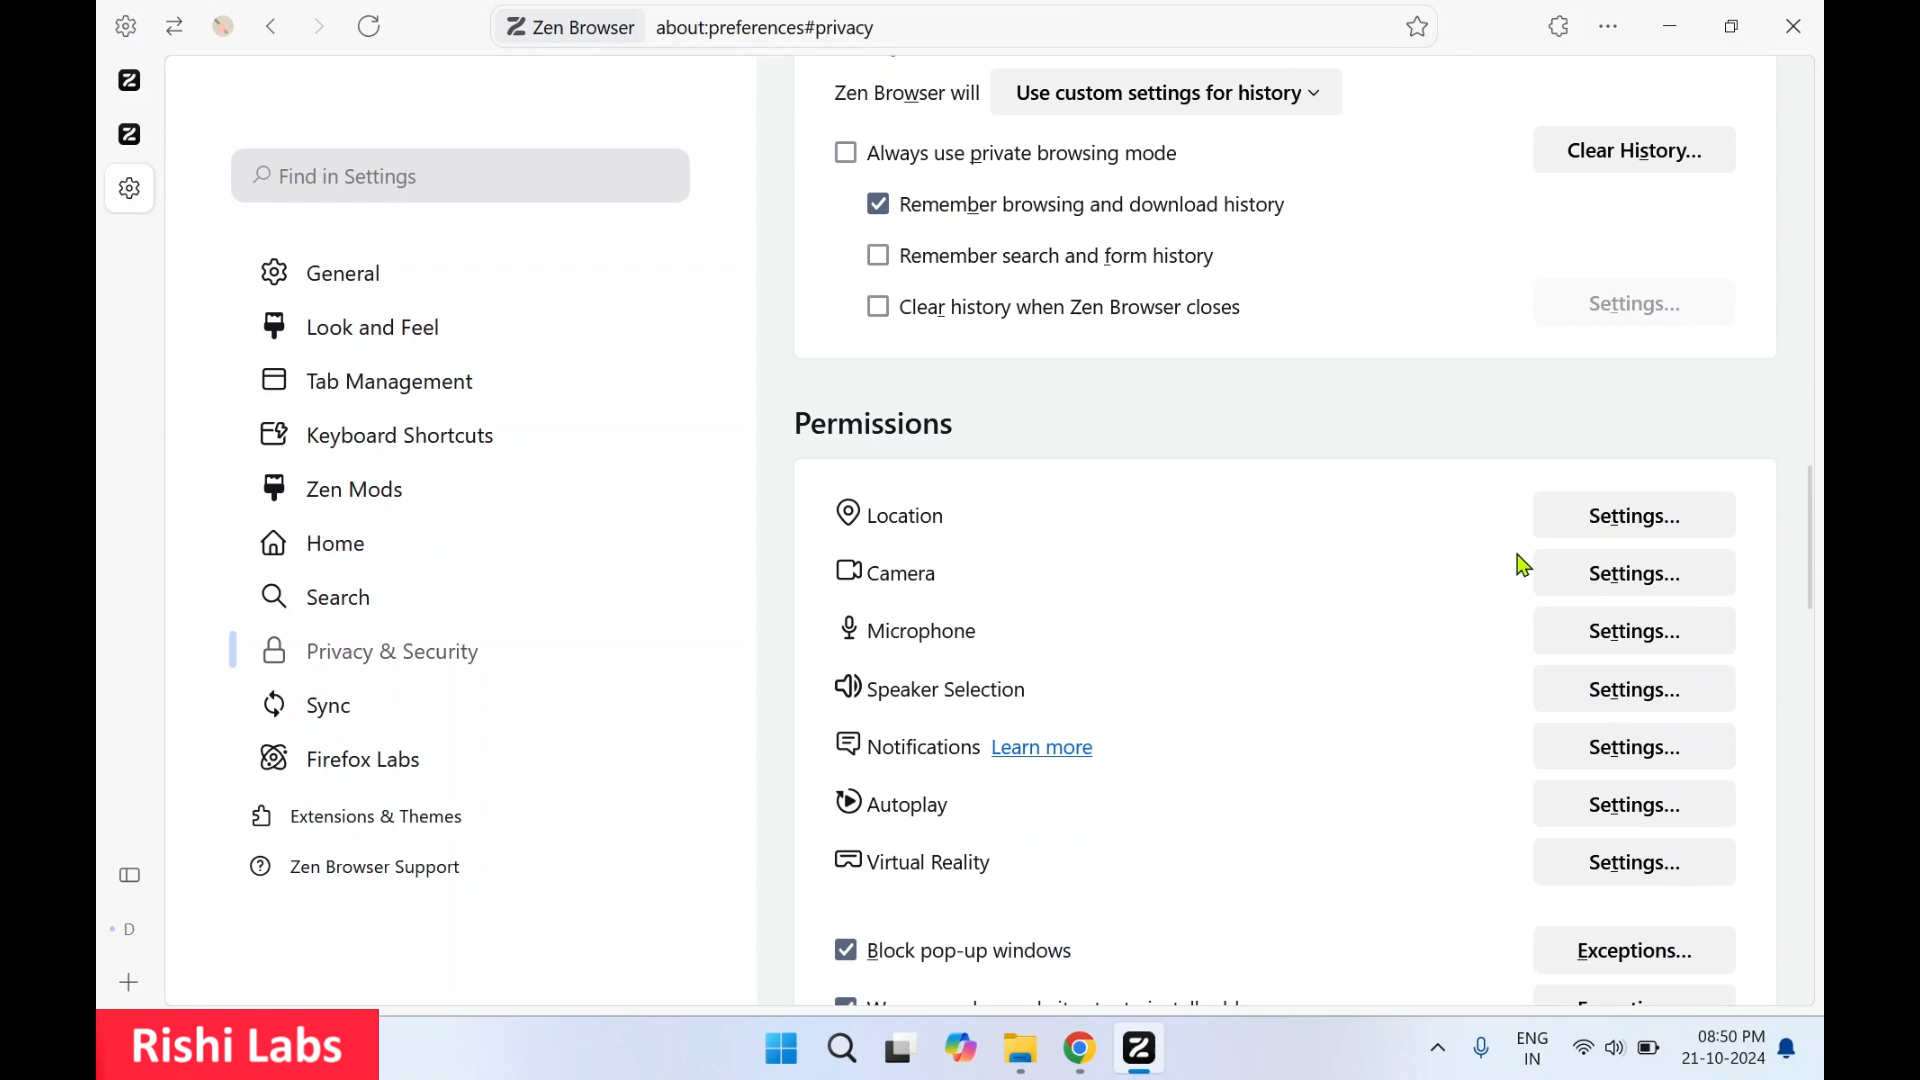 Zen Browser about:preferences#privacy
Find in Settings
General
Look and Feel
Tab Management
Keyboard Shortcuts
Zen Mods
Home
Search
Privacy & Security
Sync
Firefox Labs
Extensions & Themes
Zen Browser Support
D
Zen Browser will Use custom settings for history
Always use private browsing mode Clear History...
Remember browsing and download history
Remember search and form history
Clear history when Zen Browser closes Settings...
Permissions
Location Settings...
Camera Settings...
Microphone Settings...
Speaker Selection Settings...
Notifications Learn more Settings...
Autoplay Settings...
Virtual Reality Settings...
Block pop-up windows Exceptions...
Rishi Labs
ENG
IN
08:50 PM
21-10-2024